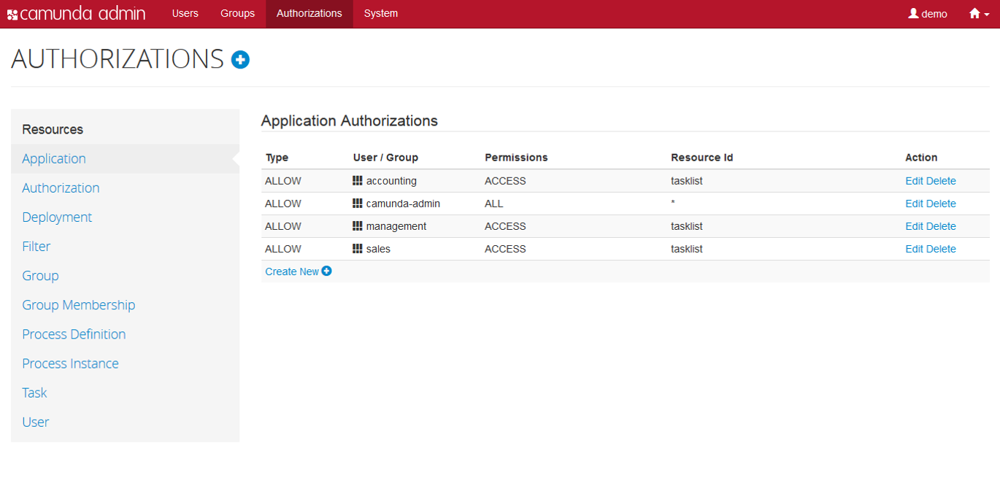 camunda admin Users Groups Authorizations System demo
AUTHORIZATIONS
Resources
Application
Authorization
Deployment
Filter
Group
Group Membership
Process Definition
Process Instance
Task
User
Application Authorizations
Type User / Group Permissions Resource Id Action
ALLOW accounting ACCESS tasklist Edit Delete
ALLOW camunda-admin ALL * Edit Delete
ALLOW management ACCESS tasklist Edit Delete
ALLOW sales ACCESS tasklist Edit Delete
Create New